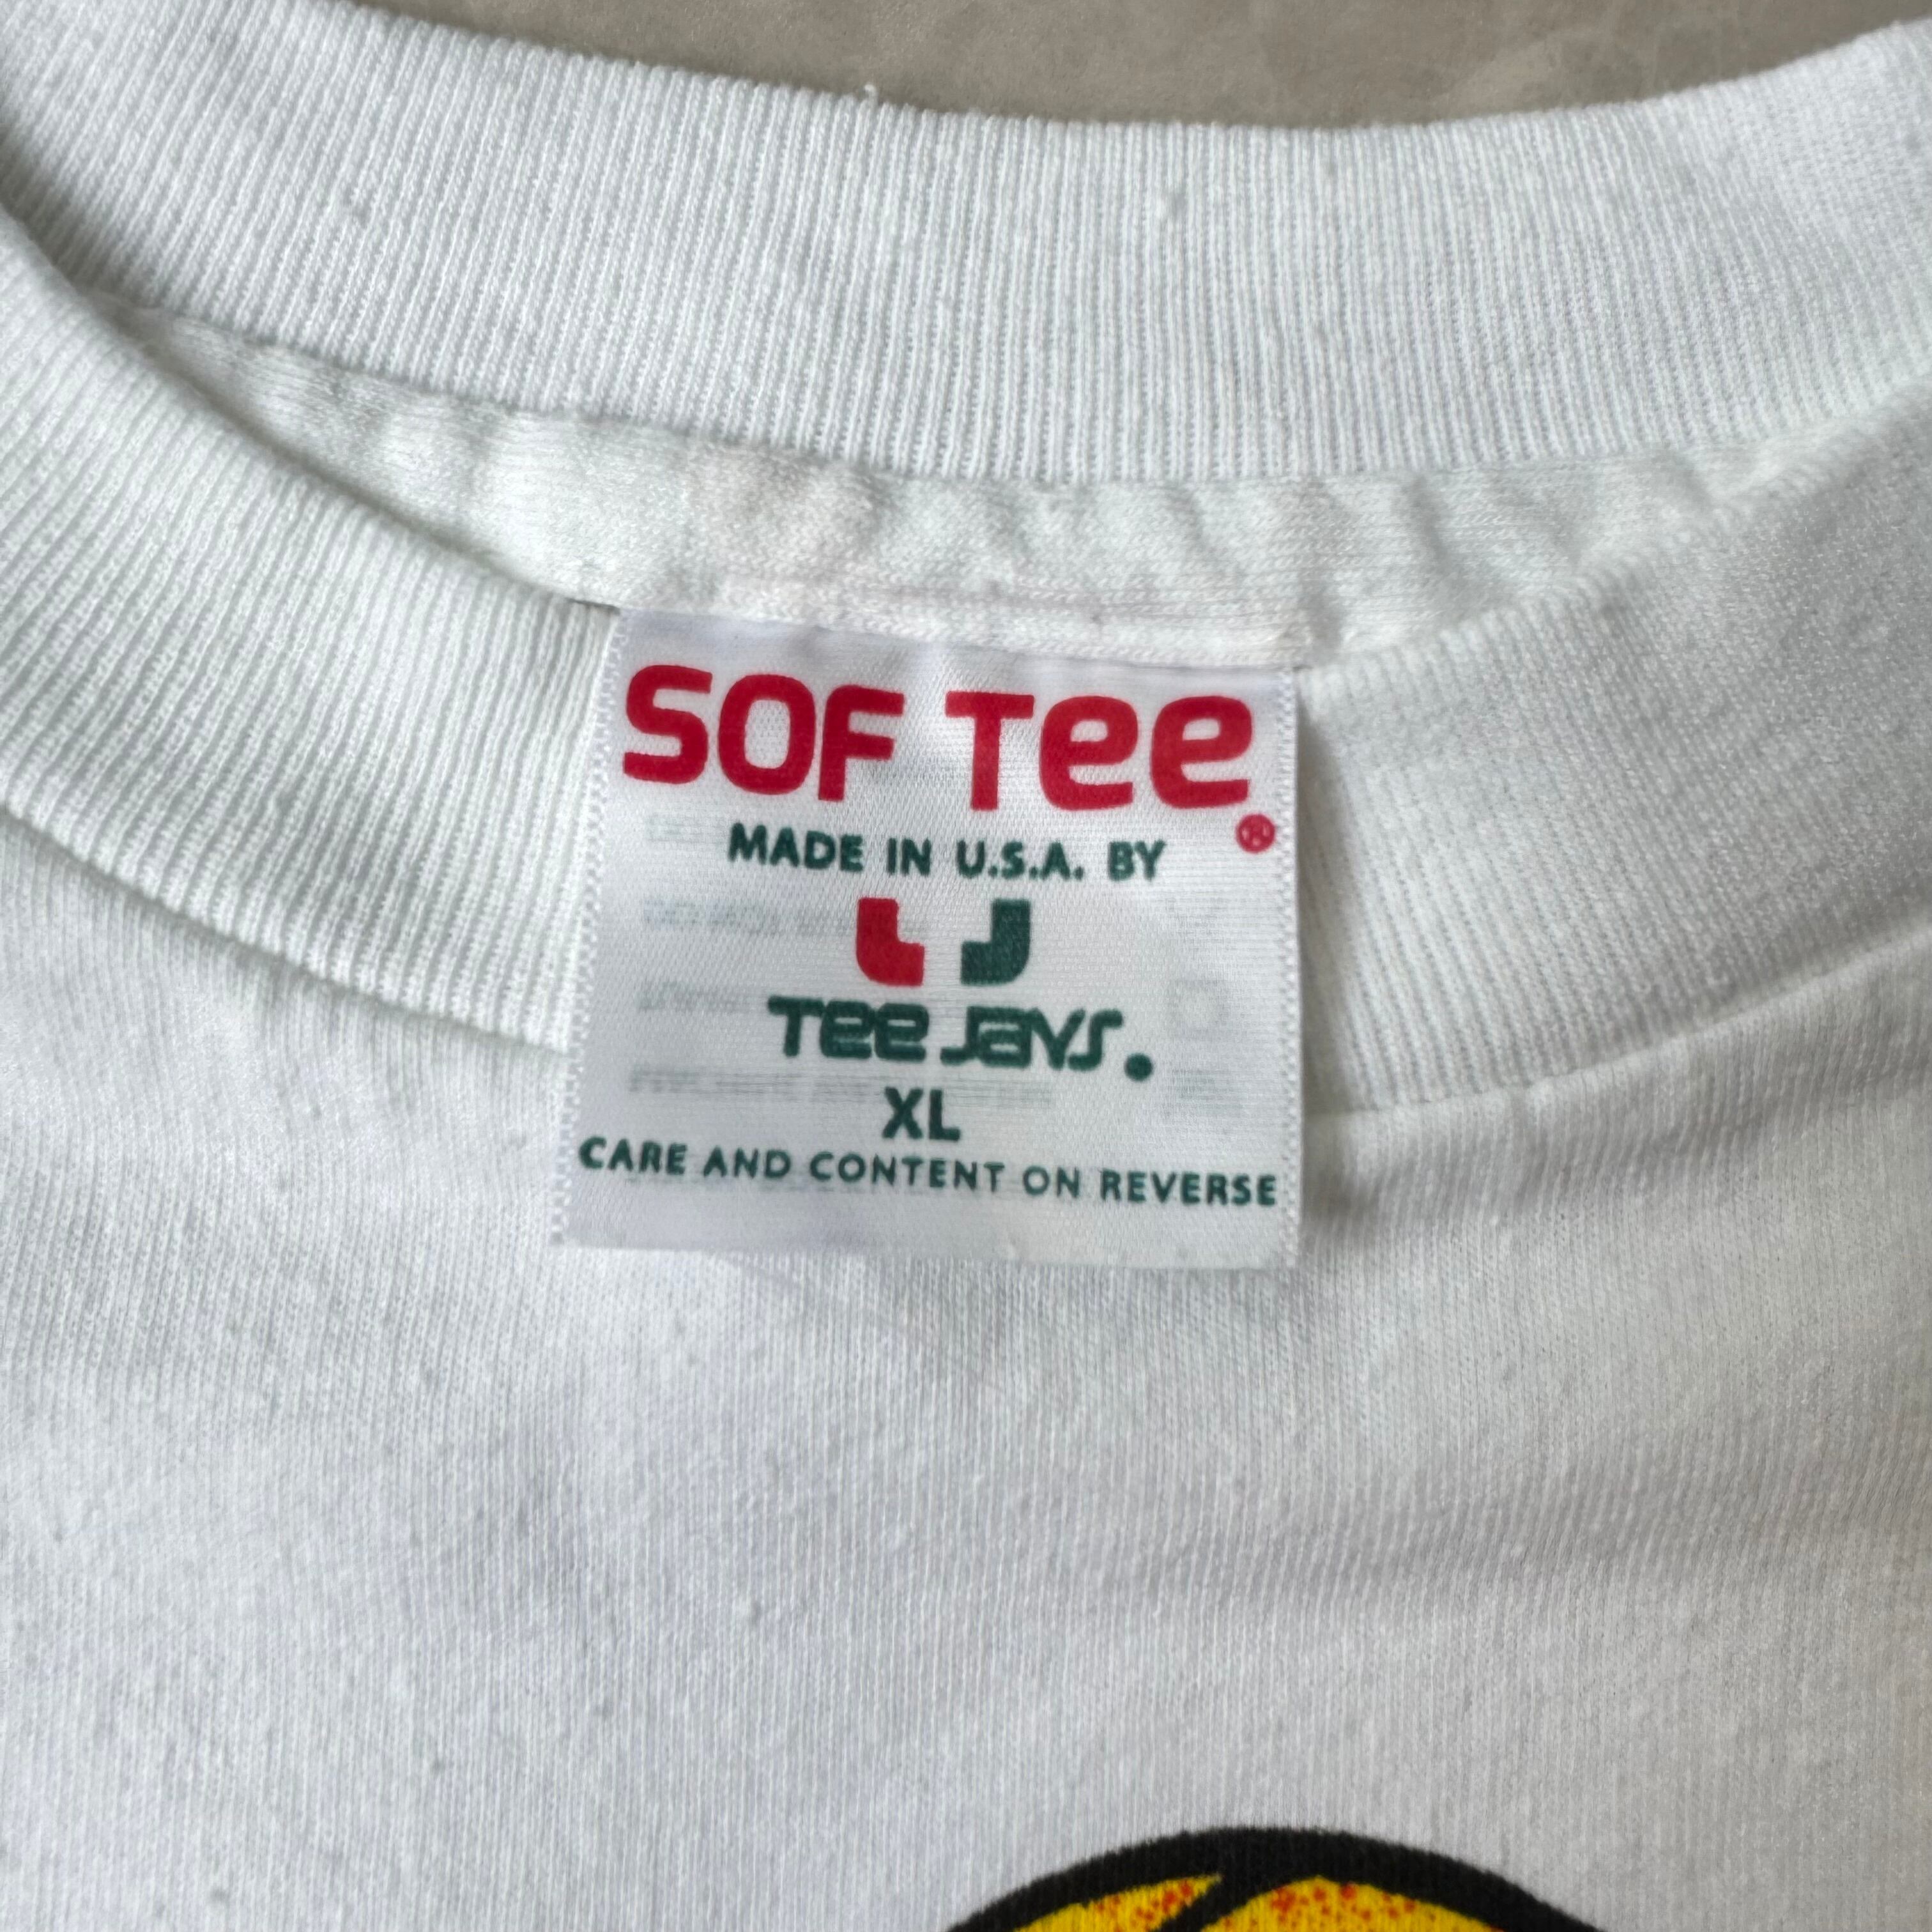 SOF Tee®
MADE IN U.S.A. BY
Tee Jays.
XL
CARE AND CONTENT ON REVERSE